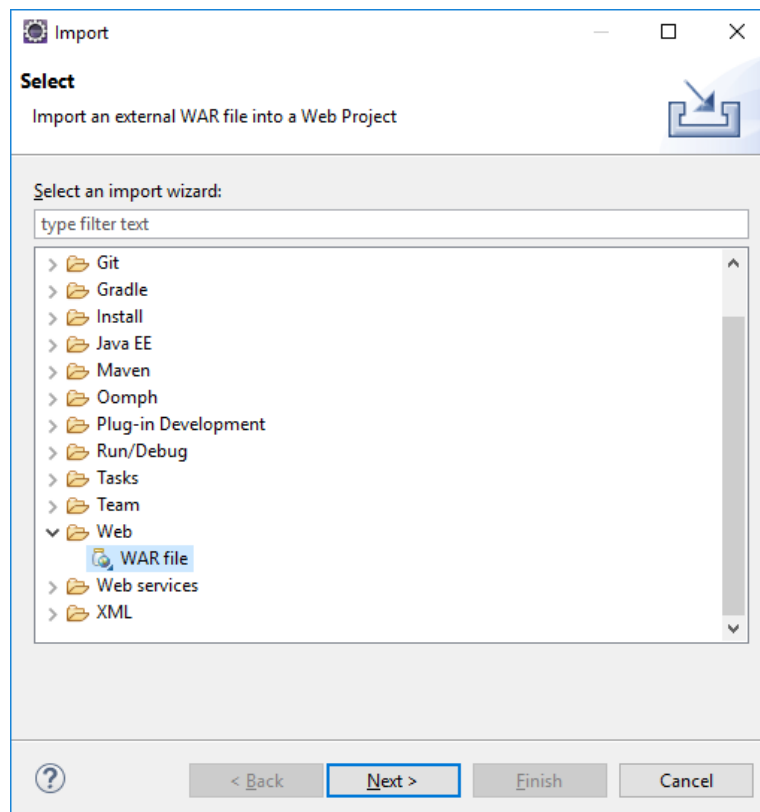 Import
Select
Import an external WAR file into a Web Project
Select an import wizard:
type filter text
Git
Gradle
Install
Java EE
Maven
Oomph
Plug-in Development
Run/Debug
Tasks
Team
Web
WAR file
Web services
XML
? < Back Next > Finish Cancel